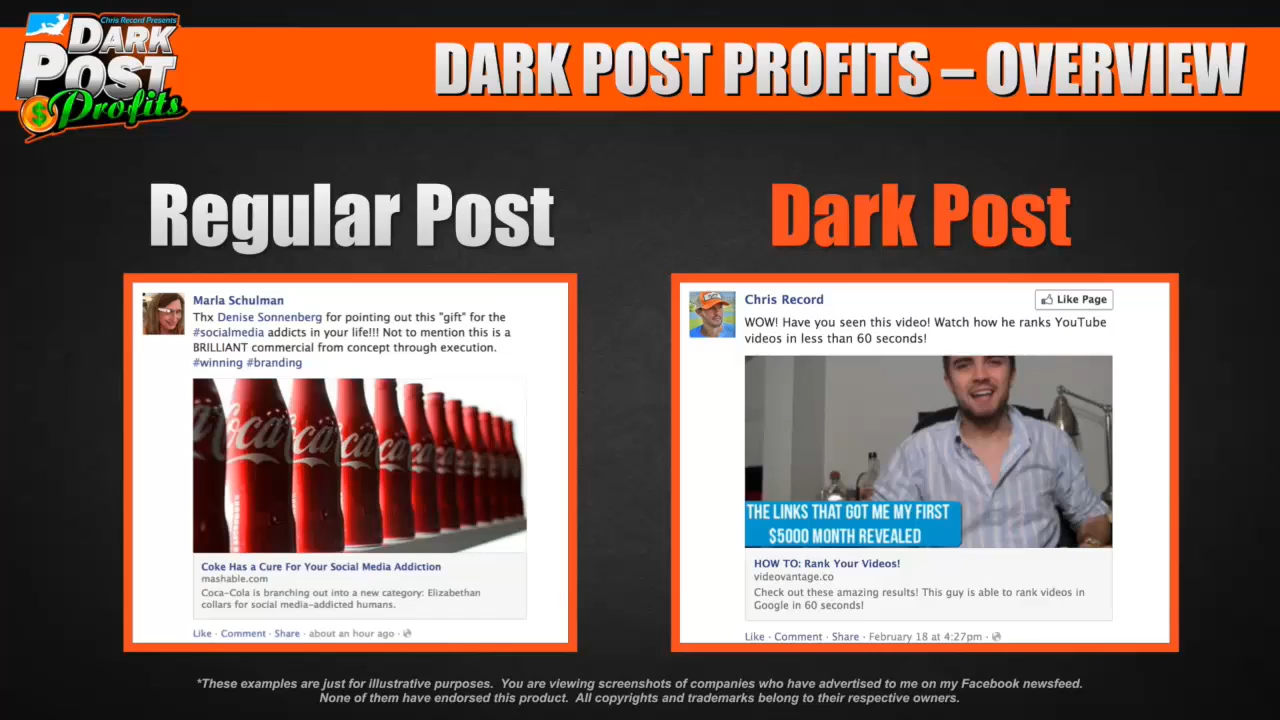 Chris Record Presents
DARK
POST
Profits
DARK POST PROFITS – OVERVIEW
Regular Post
Dark Post
Marla Schulman
Thx Denise Sonnenberg for pointing out this "gift" for the
#socialmedia addicts in your life!!! Not to mention this is a
BRILLIANT commercial from concept through execution.
#winning #branding
Coca
Coca
Coca
Coke Has a Cure For Your Social Media Addiction
mashable.com
Coca-Cola is branching out into a new category: Elizabethan
collars for social media-addicted humans.
Like · Comment · Share · about an hour ago ·
Chris Record
Like Page
WOW! Have you seen this video! Watch how he ranks YouTube
videos in less than 60 seconds!
THE LINKS THAT GOT ME MY FIRST
$5000 MONTH REVEALED
HOW TO: Rank Your Videos!
videovantage.co
Check out these amazing results! This guy is able to rank videos in
Google in 60 seconds!
Like · Comment · Share · February 18 at 4:27pm ·
*These examples are just for illustrative purposes.  You are viewing screenshots of companies who have advertised to me on my Facebook newsfeed.
None of them have endorsed this product.  All copyrights and trademarks belong to their respective owners.